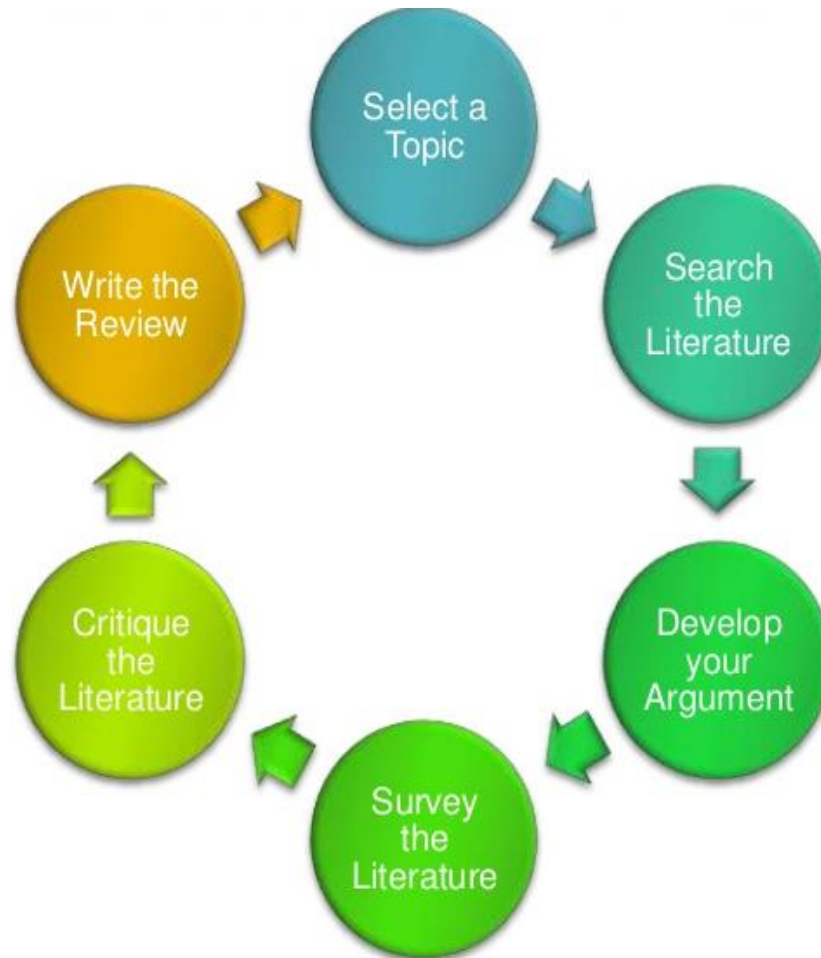 Select a
Topic
Search
the
Literature
Develop
your
Argument
Survey
the
Literature
Critique
the
Literature
Write the
Review